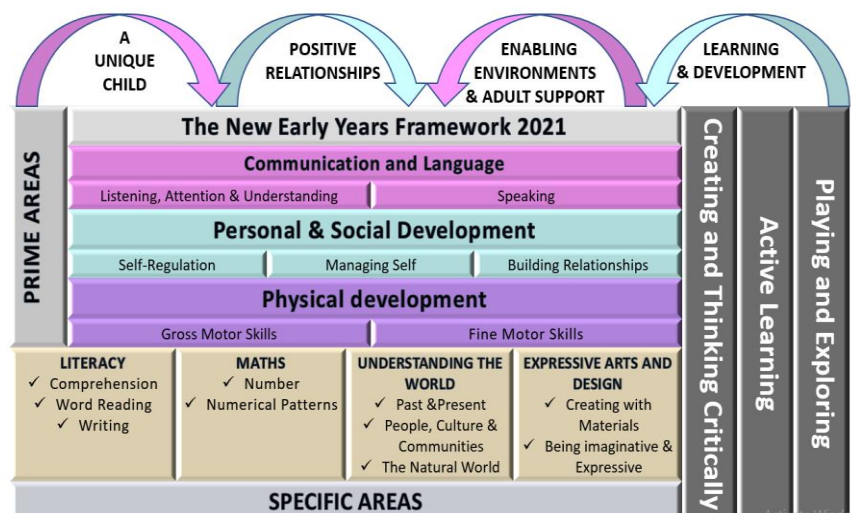 A
UNIQUE
CHILD
POSITIVE
RELATIONSHIPS
ENABLING
ENVIRONMENTS
& ADULT SUPPORT
LEARNING
& DEVELOPMENT
PRIME AREAS
The New Early Years Framework 2021
Communication and Language
Listening, Attention & Understanding
Speaking
Personal & Social Development
Self-Regulation
Managing Self
Building Relationships
Physical development
Gross Motor Skills
Fine Motor Skills
LITERACY
✓ Comprehension
✓ Word Reading
✓ Writing
MATHS
✓ Number
✓ Numerical Patterns
UNDERSTANDING THE
WORLD
✓ Past &Present
✓ People, Culture &
Communities
✓ The Natural World
EXPRESSIVE ARTS AND
DESIGN
✓ Creating with
Materials
✓ Being imaginative &
Expressive
SPECIFIC AREAS
Creating and Thinking Critically
Active Learning
Playing and Exploring